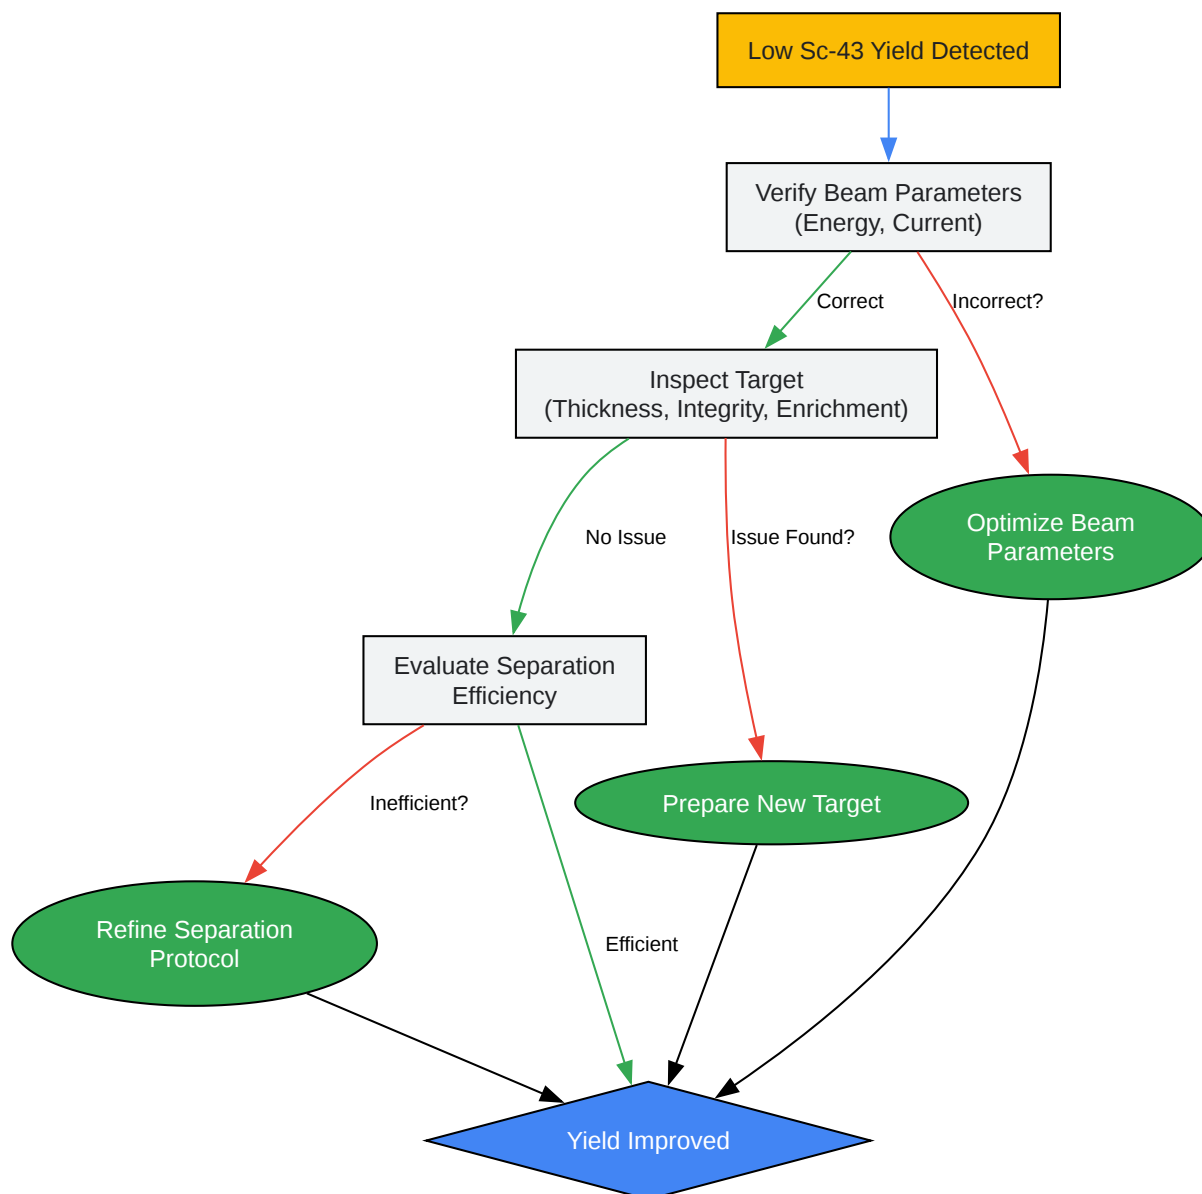 Low Sc-43 Yield Detected
Verify Beam Parameters
(Energy, Current)
Correct
Incorrect?
Inspect Target
(Thickness, Integrity, Enrichment)
Optimize Beam
Parameters
No Issue
Issue Found?
Evaluate Separation
Efficiency
Inefficient?
Prepare New Target
Refine Separation
Protocol
Efficient
Yield Improved